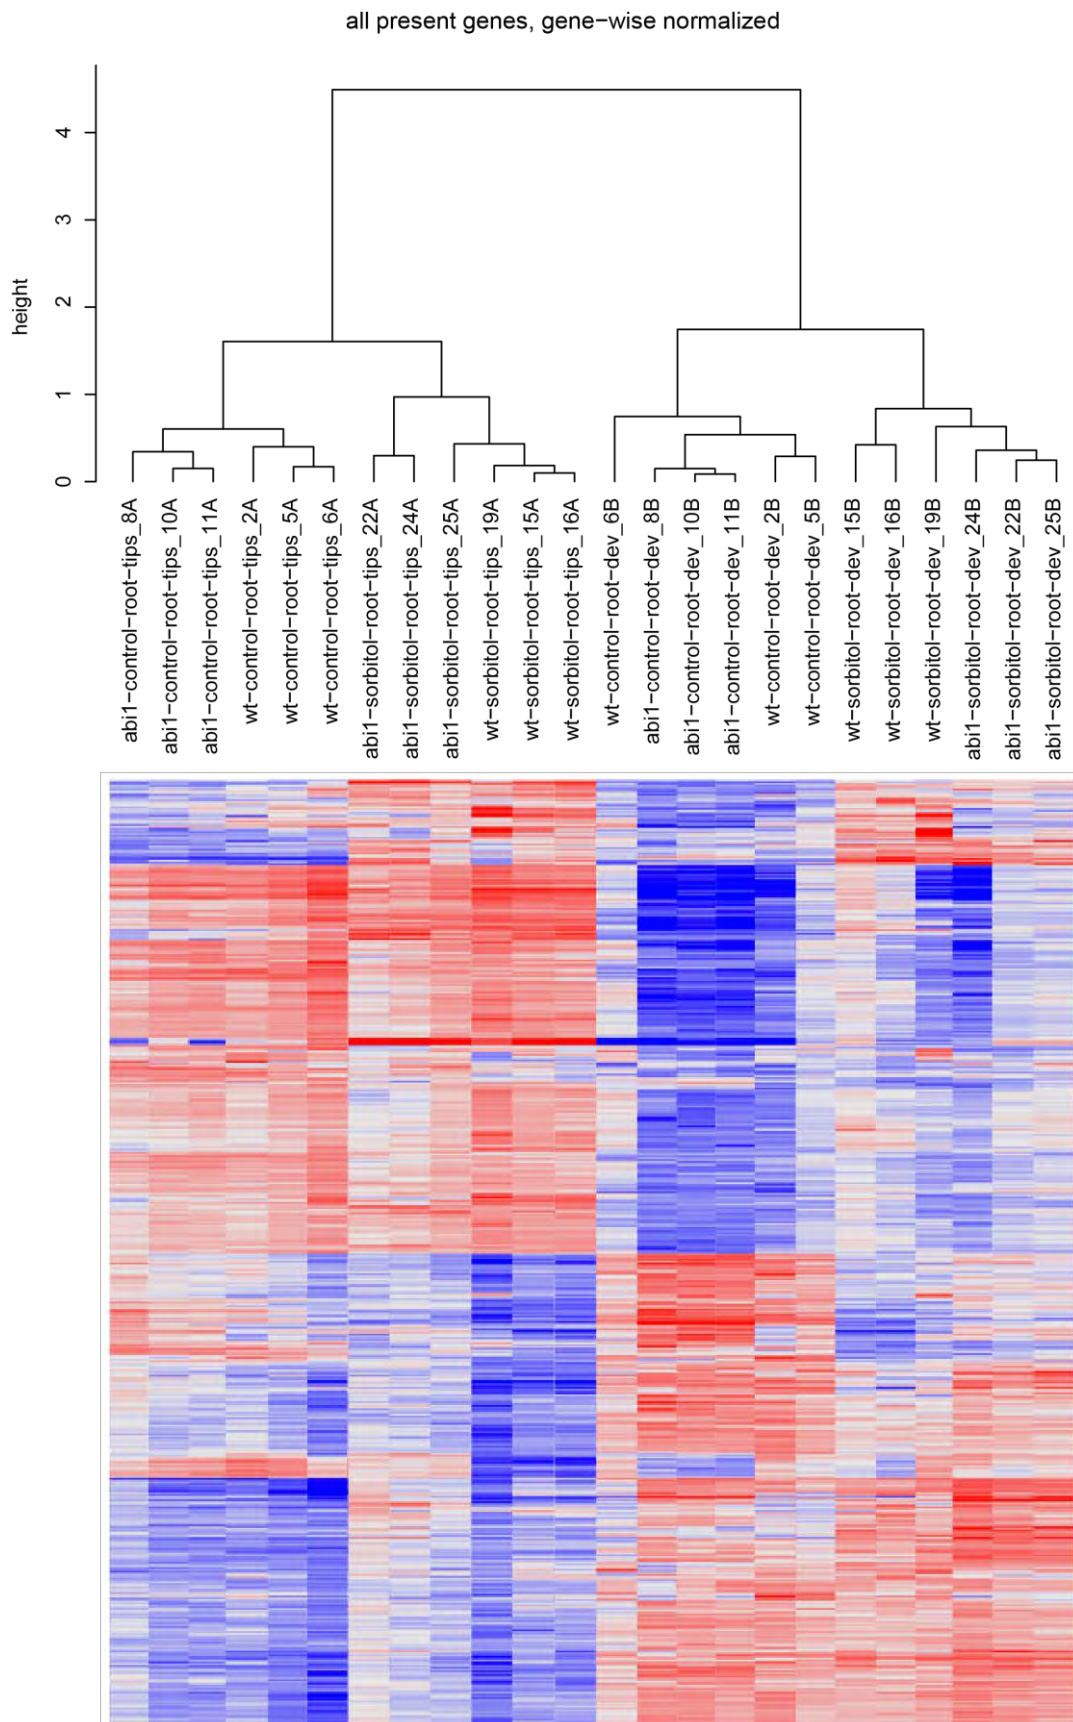 all present genes, gene−wise normalized
height
4
3
2
1
0
abi1−control−root−tips_8A
abi1−control−root−tips_10A
abi1−control−root−tips_11A
wt−control−root−tips_2A
wt−control−root−tips_5A
wt−control−root−tips_6A
abi1−sorbitol−root−tips_22A
abi1−sorbitol−root−tips_24A
abi1−sorbitol−root−tips_25A
wt−sorbitol−root−tips_19A
wt−sorbitol−root−tips_15A
wt−sorbitol−root−tips_16A
wt−control−root−dev_6B
abi1−control−root−dev_8B
abi1−control−root−dev_10B
abi1−control−root−dev_11B
wt−control−root−dev_2B
wt−control−root−dev_5B
wt−sorbitol−root−dev_15B
wt−sorbitol−root−dev_16B
wt−sorbitol−root−dev_19B
abi1−sorbitol−root−dev_24B
abi1−sorbitol−root−dev_22B
abi1−sorbitol−root−dev_25B